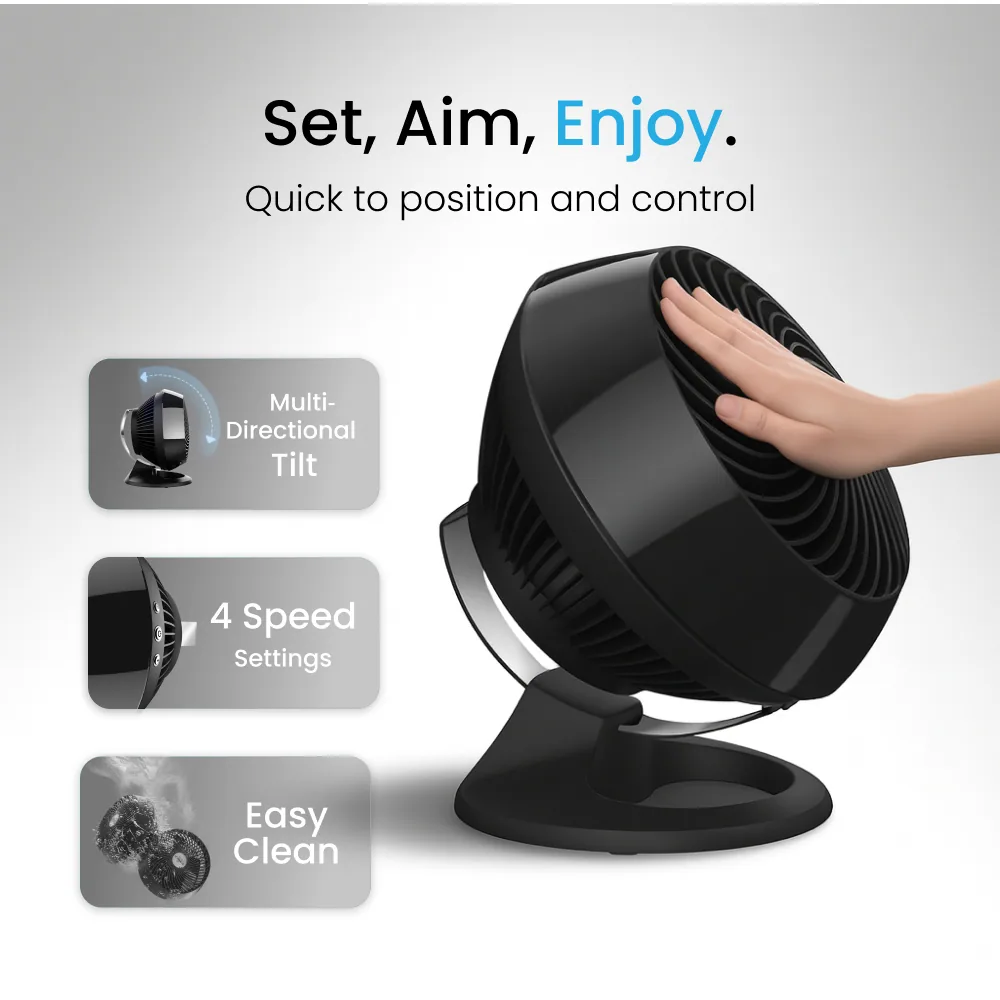 Set, Aim, Enjoy.
Quick to position and control
Multi-
Directional
Tilt
4 Speed
Settings
Easy
Clean